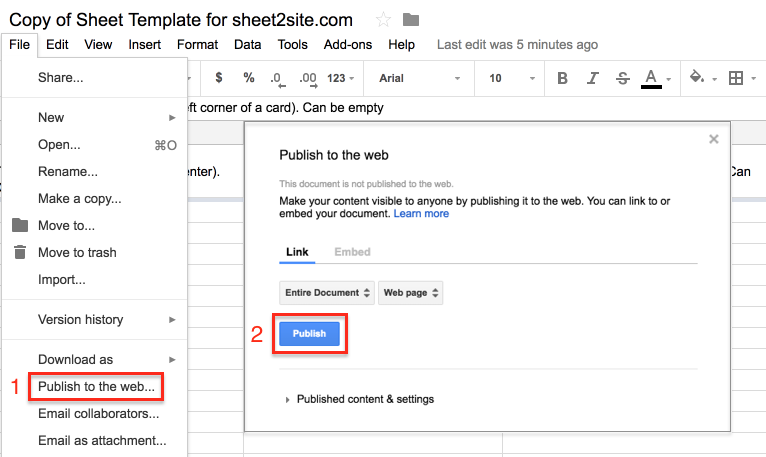 Copy of Sheet Template for sheet2site.com
File Edit View Insert Format Data Tools Add-ons Help Last edit was 5 minutes ago
$ % .0 .00 123 Arial 10 B I S A
Share...
left corner of a card). Can be empty
New
Open... ⌘O
Rename...
enter).
Can
Make a copy...
Move to...
Move to trash
Import...
Version history
Download as
1 Publish to the web...
Email collaborators...
Email as attachment...
Publish to the web
This document is not published to the web.
Make your content visible to anyone by publishing it to the web. You can link to or
embed your document. Learn more
Link Embed
Entire Document Web page
2 Publish
Published content & settings